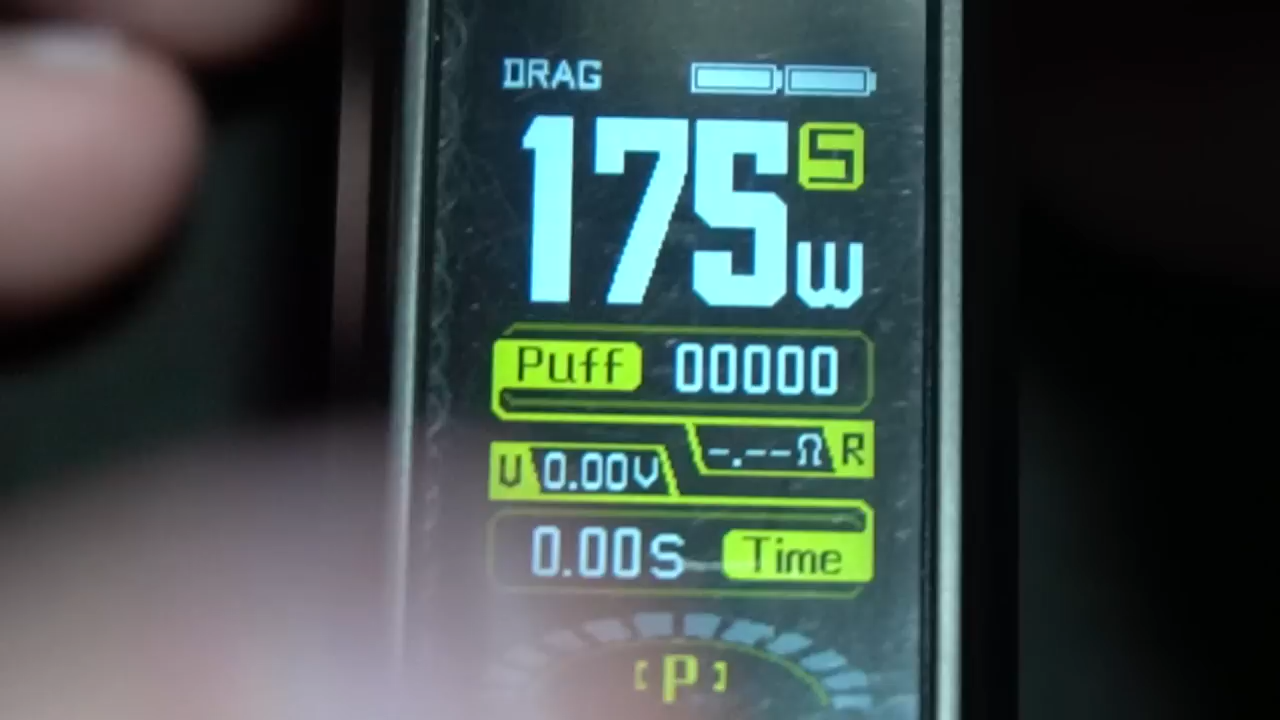 DRAG
175 S
W
Puff 00000
-.--Ω R
U 0.00V
0.00S Time
[P]